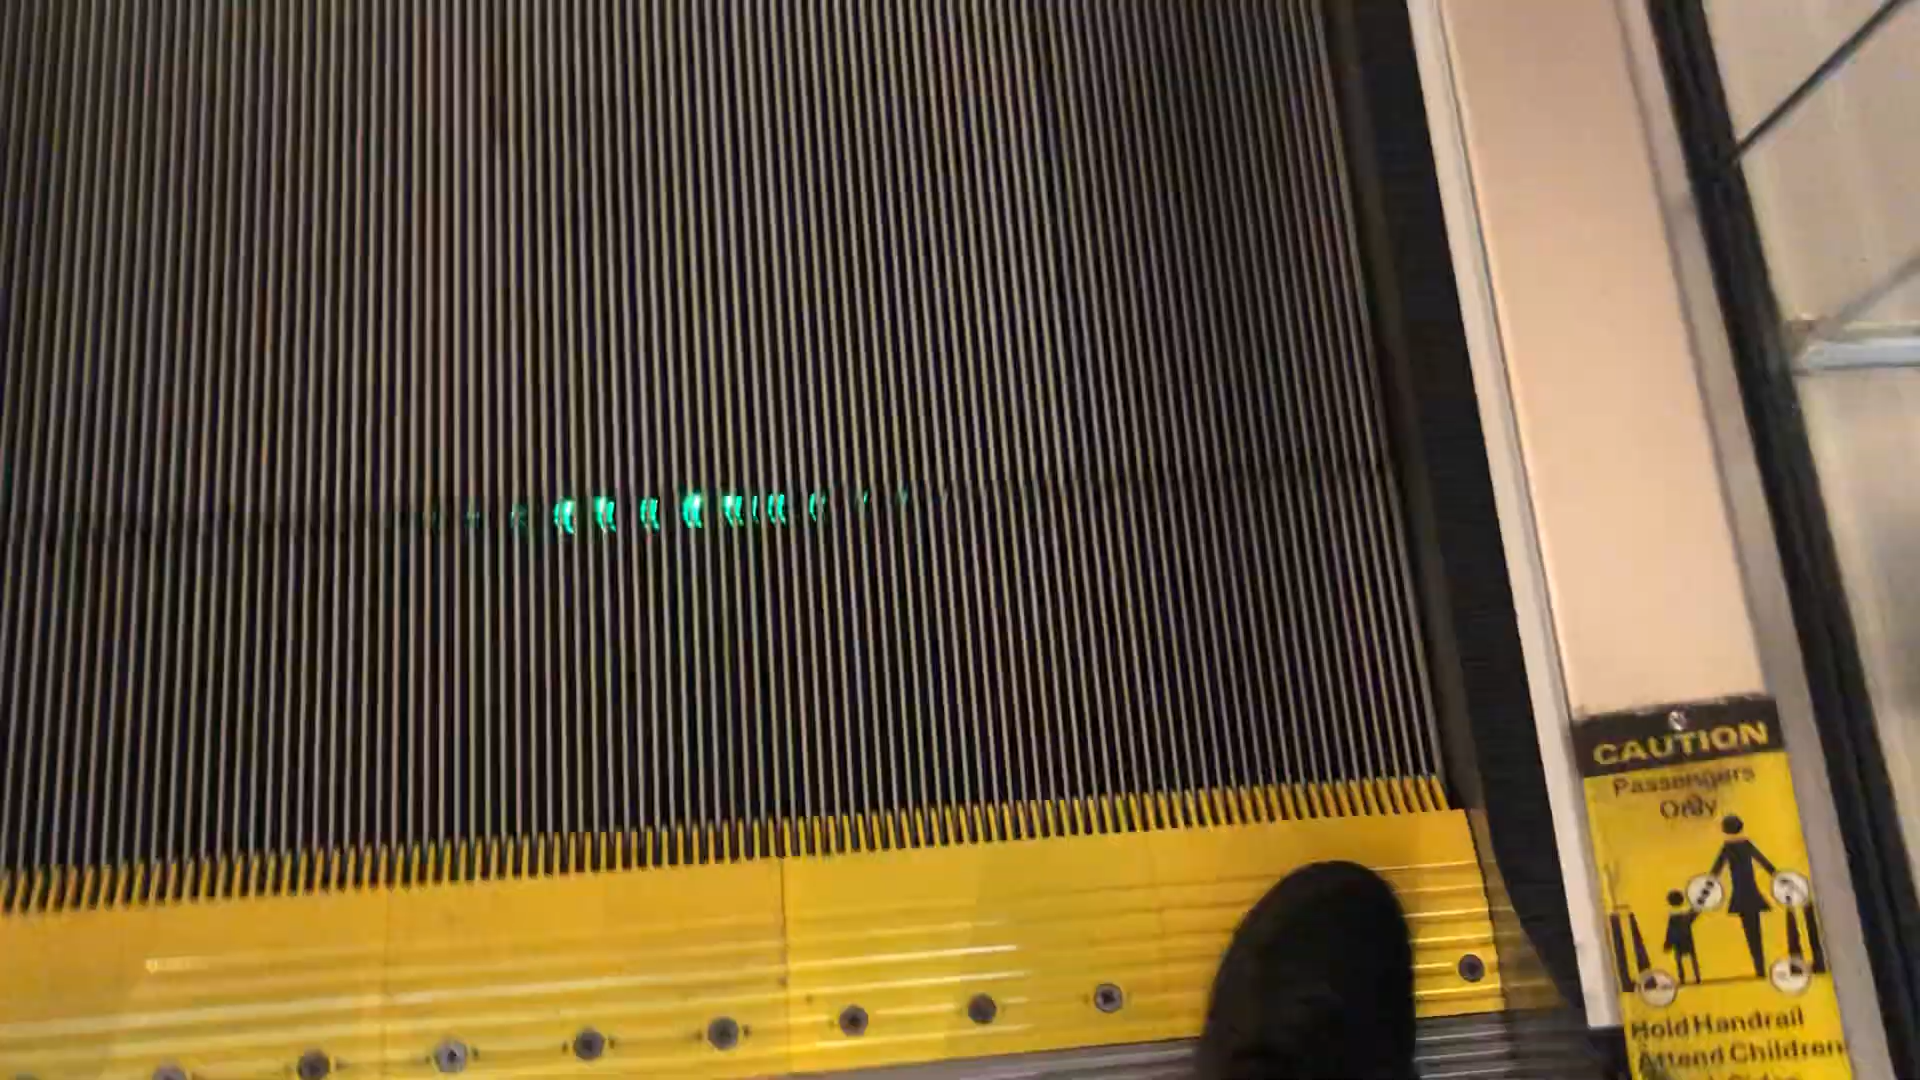 CAUTION
Passengers
Only
Hold Handrail
Attend Children